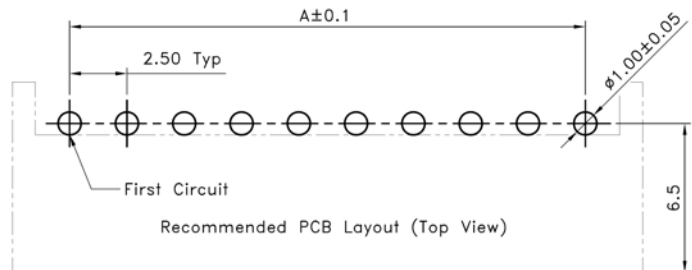 A±0.1
2.50 Typ
ø1.00±0.05
First Circuit
6.5
Recommended PCB Layout (Top View)